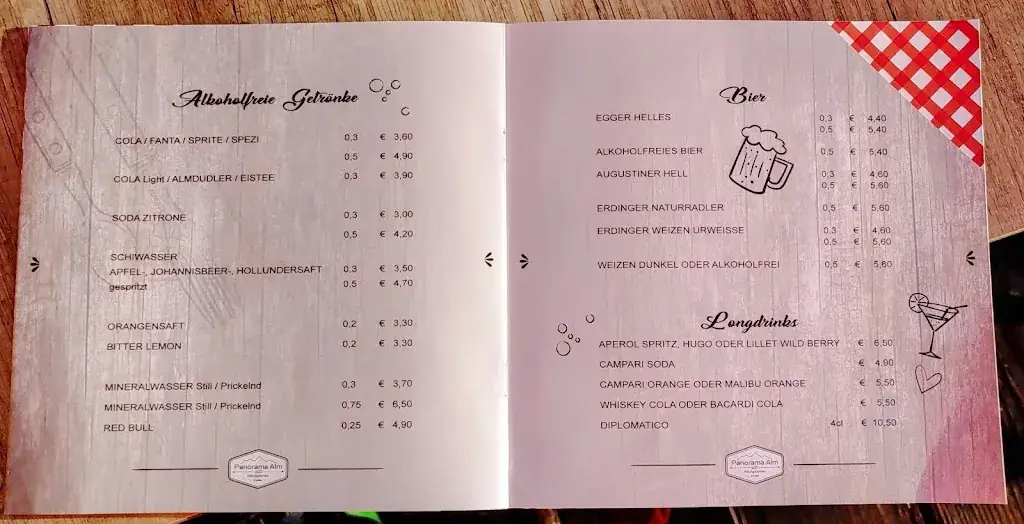 Alkoholfreie Getränke
COLA / FANTA / SPRITE / SPEZI 0,3 € 3,60
0,5 € 4,90
COLA Light / ALMDUDLER / EISTEE 0,3 € 3,90
SODA ZITRONE 0,3 € 3,00
0,5 € 4,20
SCHIWASSER
APFEL-, JOHANNISBEER-, HOLLUNDERSAFT 0,3 € 3,50
gespritzt 0,5 € 4,70
ORANGENSAFT 0,2 € 3,30
BITTER LEMON 0,2 € 3,30
MINERALWASSER Still / Prickelnd 0,3 € 3,70
MINERALWASSER Still / Prickelnd 0,75 € 6,50
RED BULL 0,25 € 4,90
Panorama Alm
Bier
EGGER HELLES 0,3 € 4,40
0,5 € 5,40
ALKOHOLFREIES BIER 0,5 € 5,40
AUGUSTINER HELL 0,3 € 4,60
0,5 € 5,60
ERDINGER NATURRADLER 0,5 € 5,60
ERDINGER WEIZEN URWEISSE 0,3 € 4,60
0,5 € 5,60
WEIZEN DUNKEL ODER ALKOHOLFREI 0,5 € 5,60
Longdrinks
APEROL SPRITZ, HUGO ODER LILLET WILD BERRY € 6,50
CAMPARI SODA € 4,90
CAMPARI ORANGE ODER MALIBU ORANGE € 5,50
WHISKEY COLA ODER BACARDI COLA € 5,50
DIPLOMATICO 4cl € 10,50
Panorama Alm